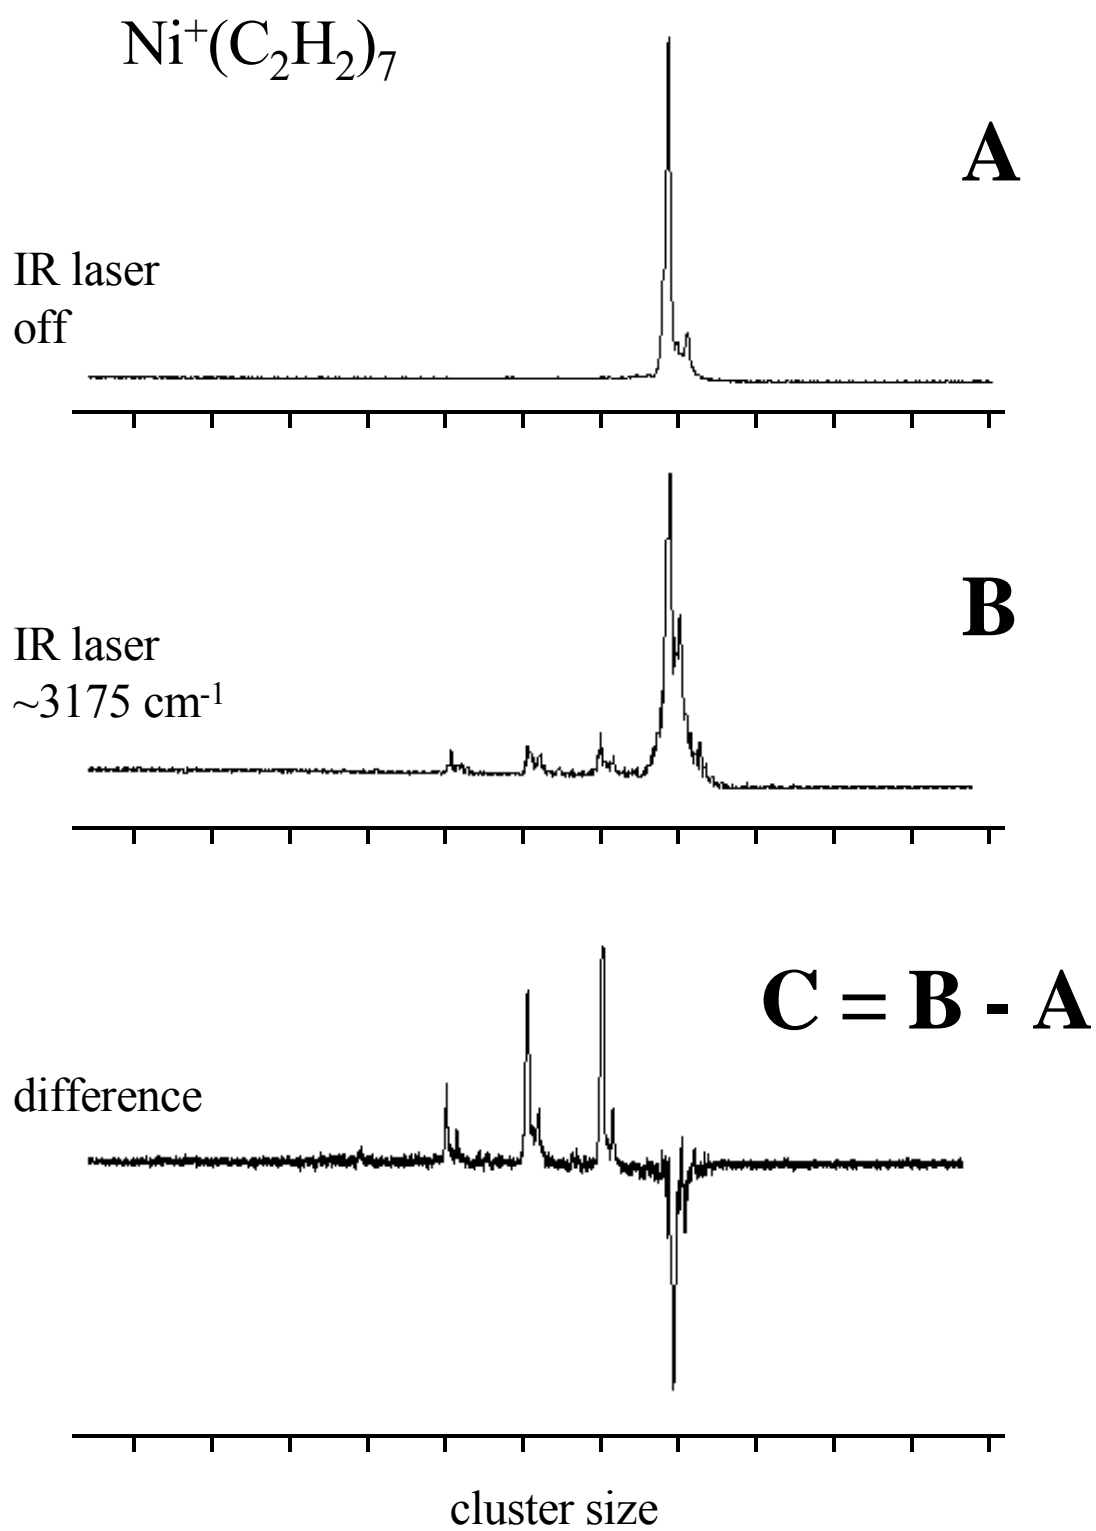 Ni⁺(C₂H₂)₇
A
IR laser
off
B
IR laser
~3175 cm⁻¹
C = B - A
difference
cluster size